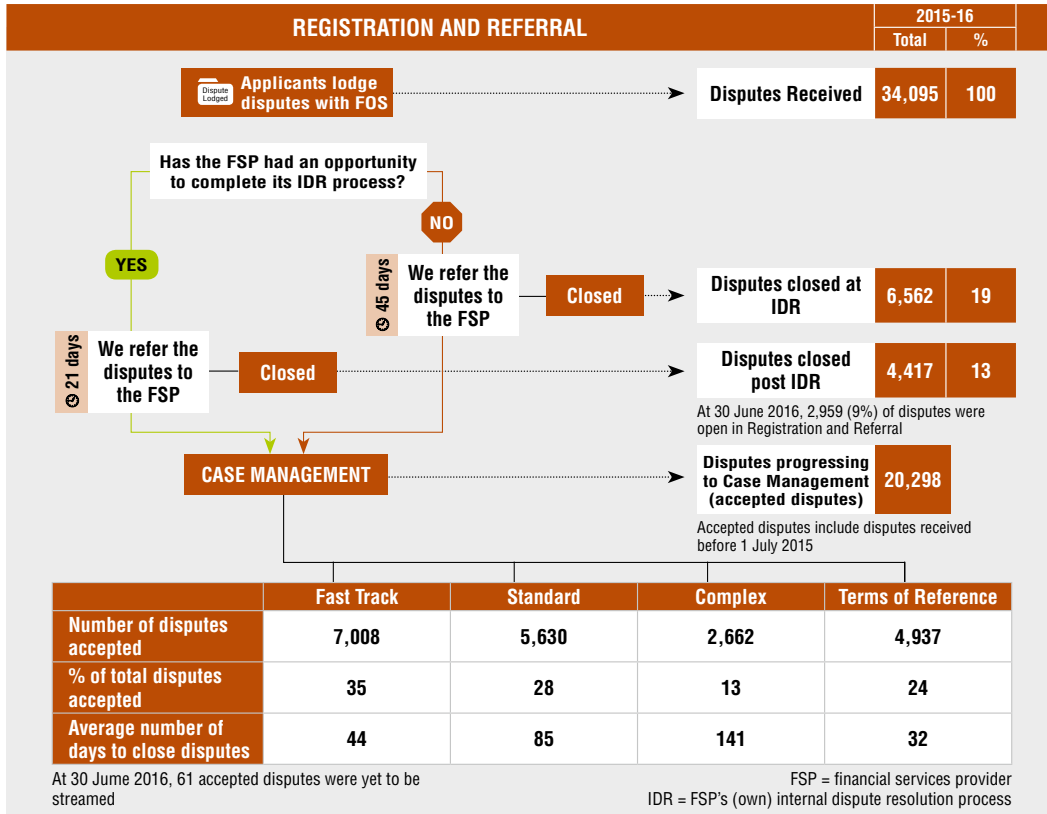 REGISTRATION AND REFERRAL
2015-16
Total %
Dispute
Lodged
Applicants lodge
disputes with FOS
Disputes Received 34,095 100
Has the FSP had an opportunity
to complete its IDR process?
NO
YES
45 days
We refer the
disputes to
the FSP
Closed
Disputes closed at
IDR
6,562 19
21 days
We refer the
disputes to
the FSP
Closed
Disputes closed
post IDR
4,417 13
At 30 June 2016, 2,959 (9%) of disputes were
open in Registration and Referral
CASE MANAGEMENT
Disputes progressing
to Case Management
(accepted disputes)
20,298
Accepted disputes include disputes received
before 1 July 2015
Fast Track Standard Complex Terms of Reference
Number of disputes
accepted
7,008 5,630 2,662 4,937
% of total disputes
accepted
35 28 13 24
Average number of
days to close disputes
44 85 141 32
At 30 Jume 2016, 61 accepted disputes were yet to be
streamed
FSP = financial services provider
IDR = FSP's (own) internal dispute resolution process